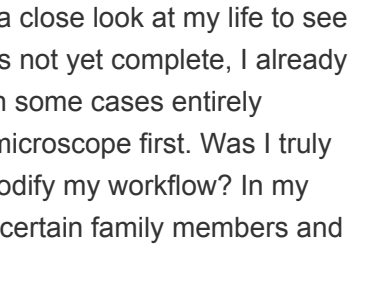 a close look at my life to see
s not yet complete, I already
n some cases entirely
microscope first. Was I truly
odify my workflow? In my
certain family members and